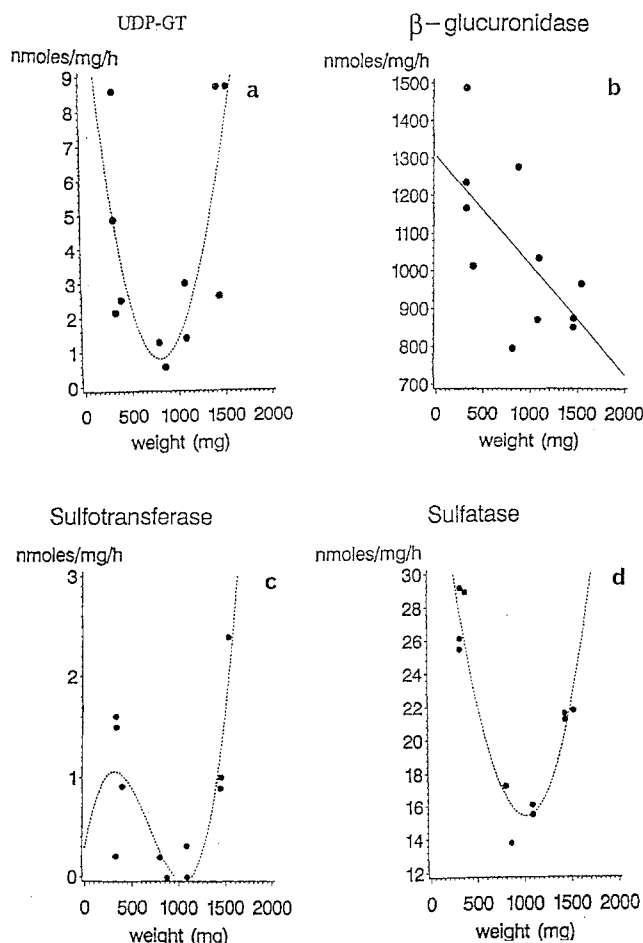 UDP-GT
nmoles/mg/h
a
9
8
7
6
5
4
3
2
1
0
0 500 1000 1500 2000
weight (mg)
β-glucuronidase
nmoles/mg/h
b
1500
1400
1300
1200
1100
1000
900
800
700
0 500 1000 1500 2000
weight (mg)
Sulfotransferase
nmoles/mg/h
c
3
2
1
0
0 500 1000 1500 2000
weight (mg)
Sulfatase
nmoles/mg/h
d
30
28
26
24
22
20
18
16
14
12
0 500 1000 1500 2000
weight (mg)